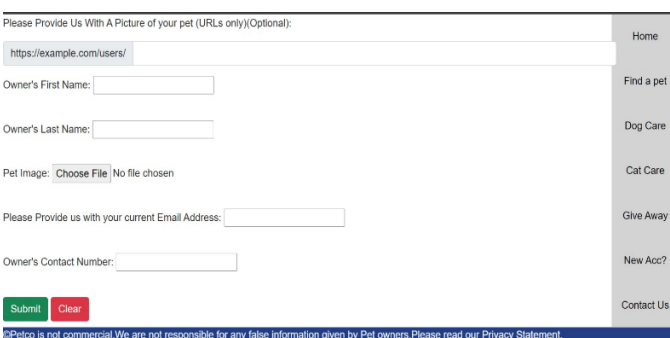 Please Provide Us With A Picture of your pet (URLs only)(Optional):
https://example.com/users/
Owner's First Name:
Owner's Last Name:
Pet Image: Choose File No file chosen
Please Provide us with your current Email Address:
Owner's Contact Number:
Submit Clear
Home
Find a pet
Dog Care
Cat Care
Give Away
New Acc?
Contact Us
©Petco is not commercial.We are not responsible for any false information given by Pet owners.Please read our Privacy Statement.